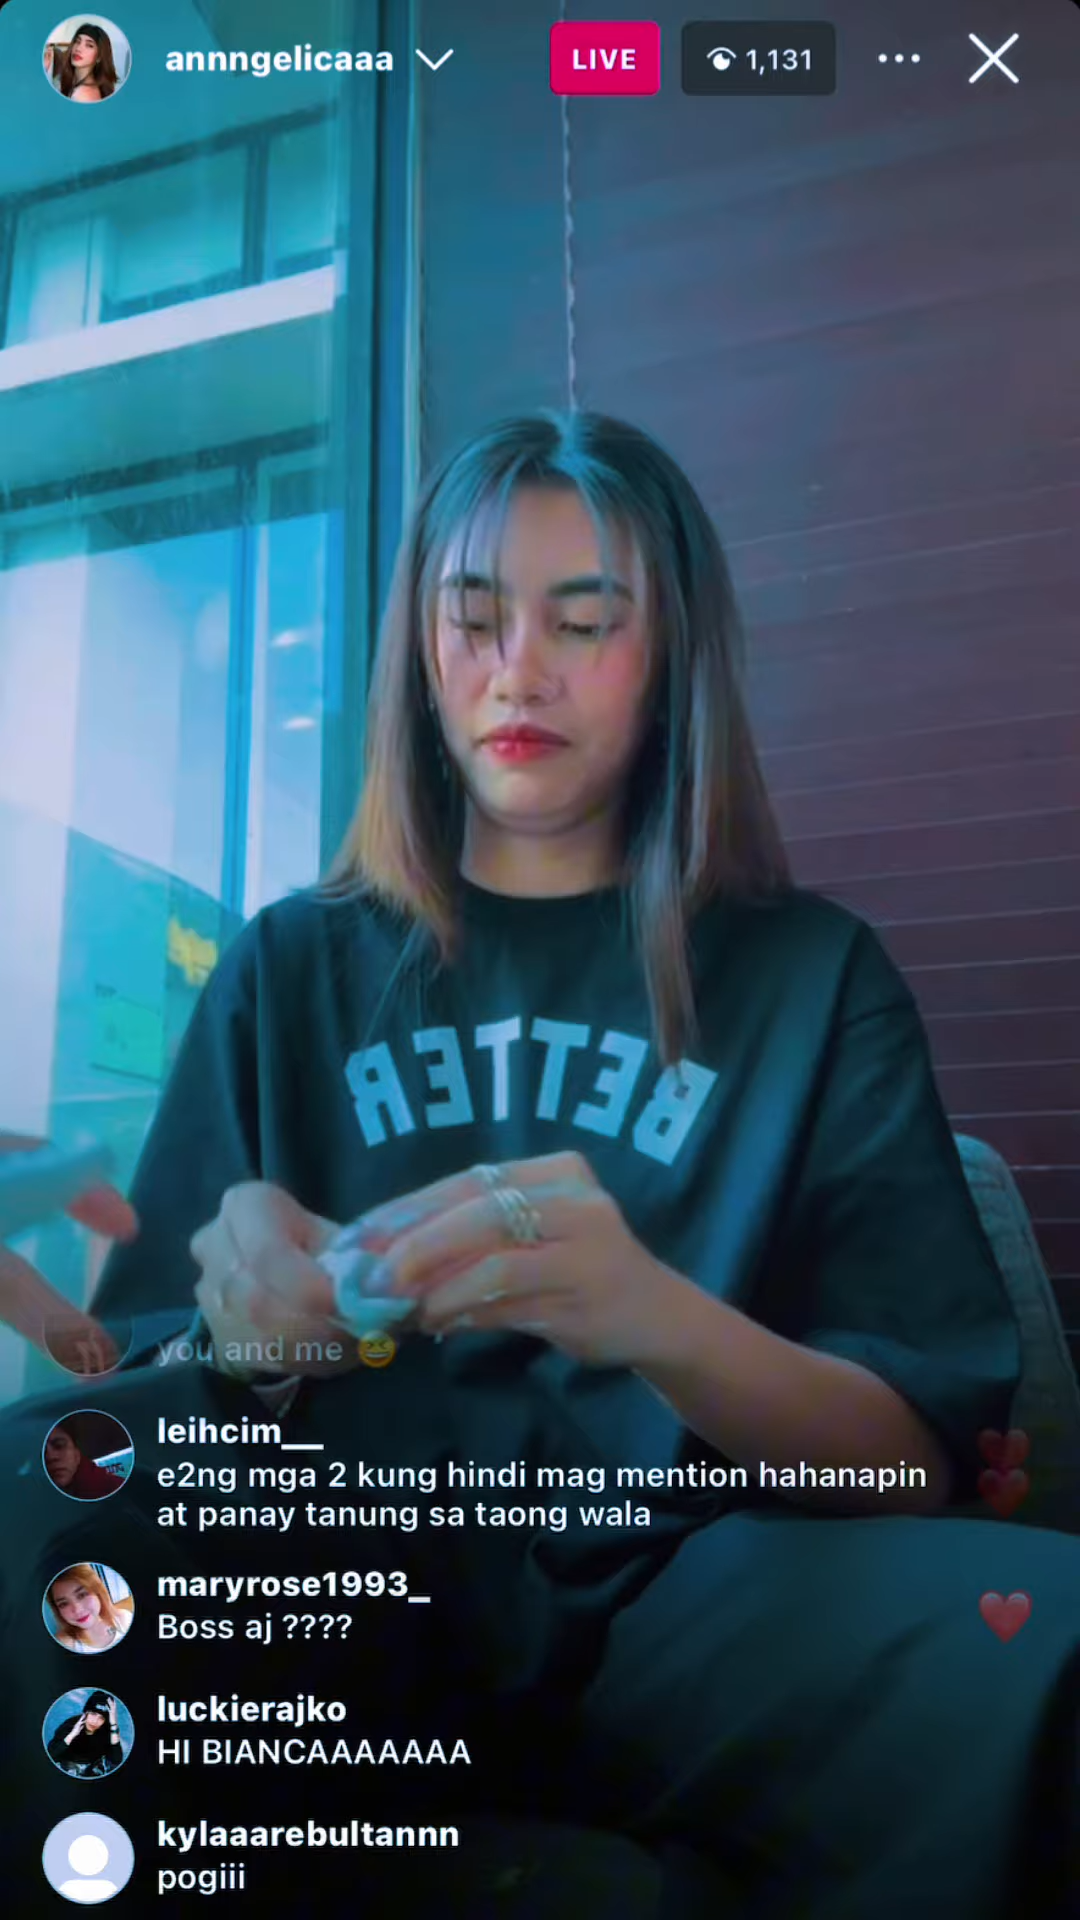 annngelicaaa
LIVE
1,131
BETTER
you and me 😆
leihcim__
e2ng mga 2 kung hindi mag mention hahanapin
at panay tanung sa taong wala
maryrose1993_
Boss aj ????
luckierajko
HI BIANCAAAAAAA
kylaaarebultannn
pogiii